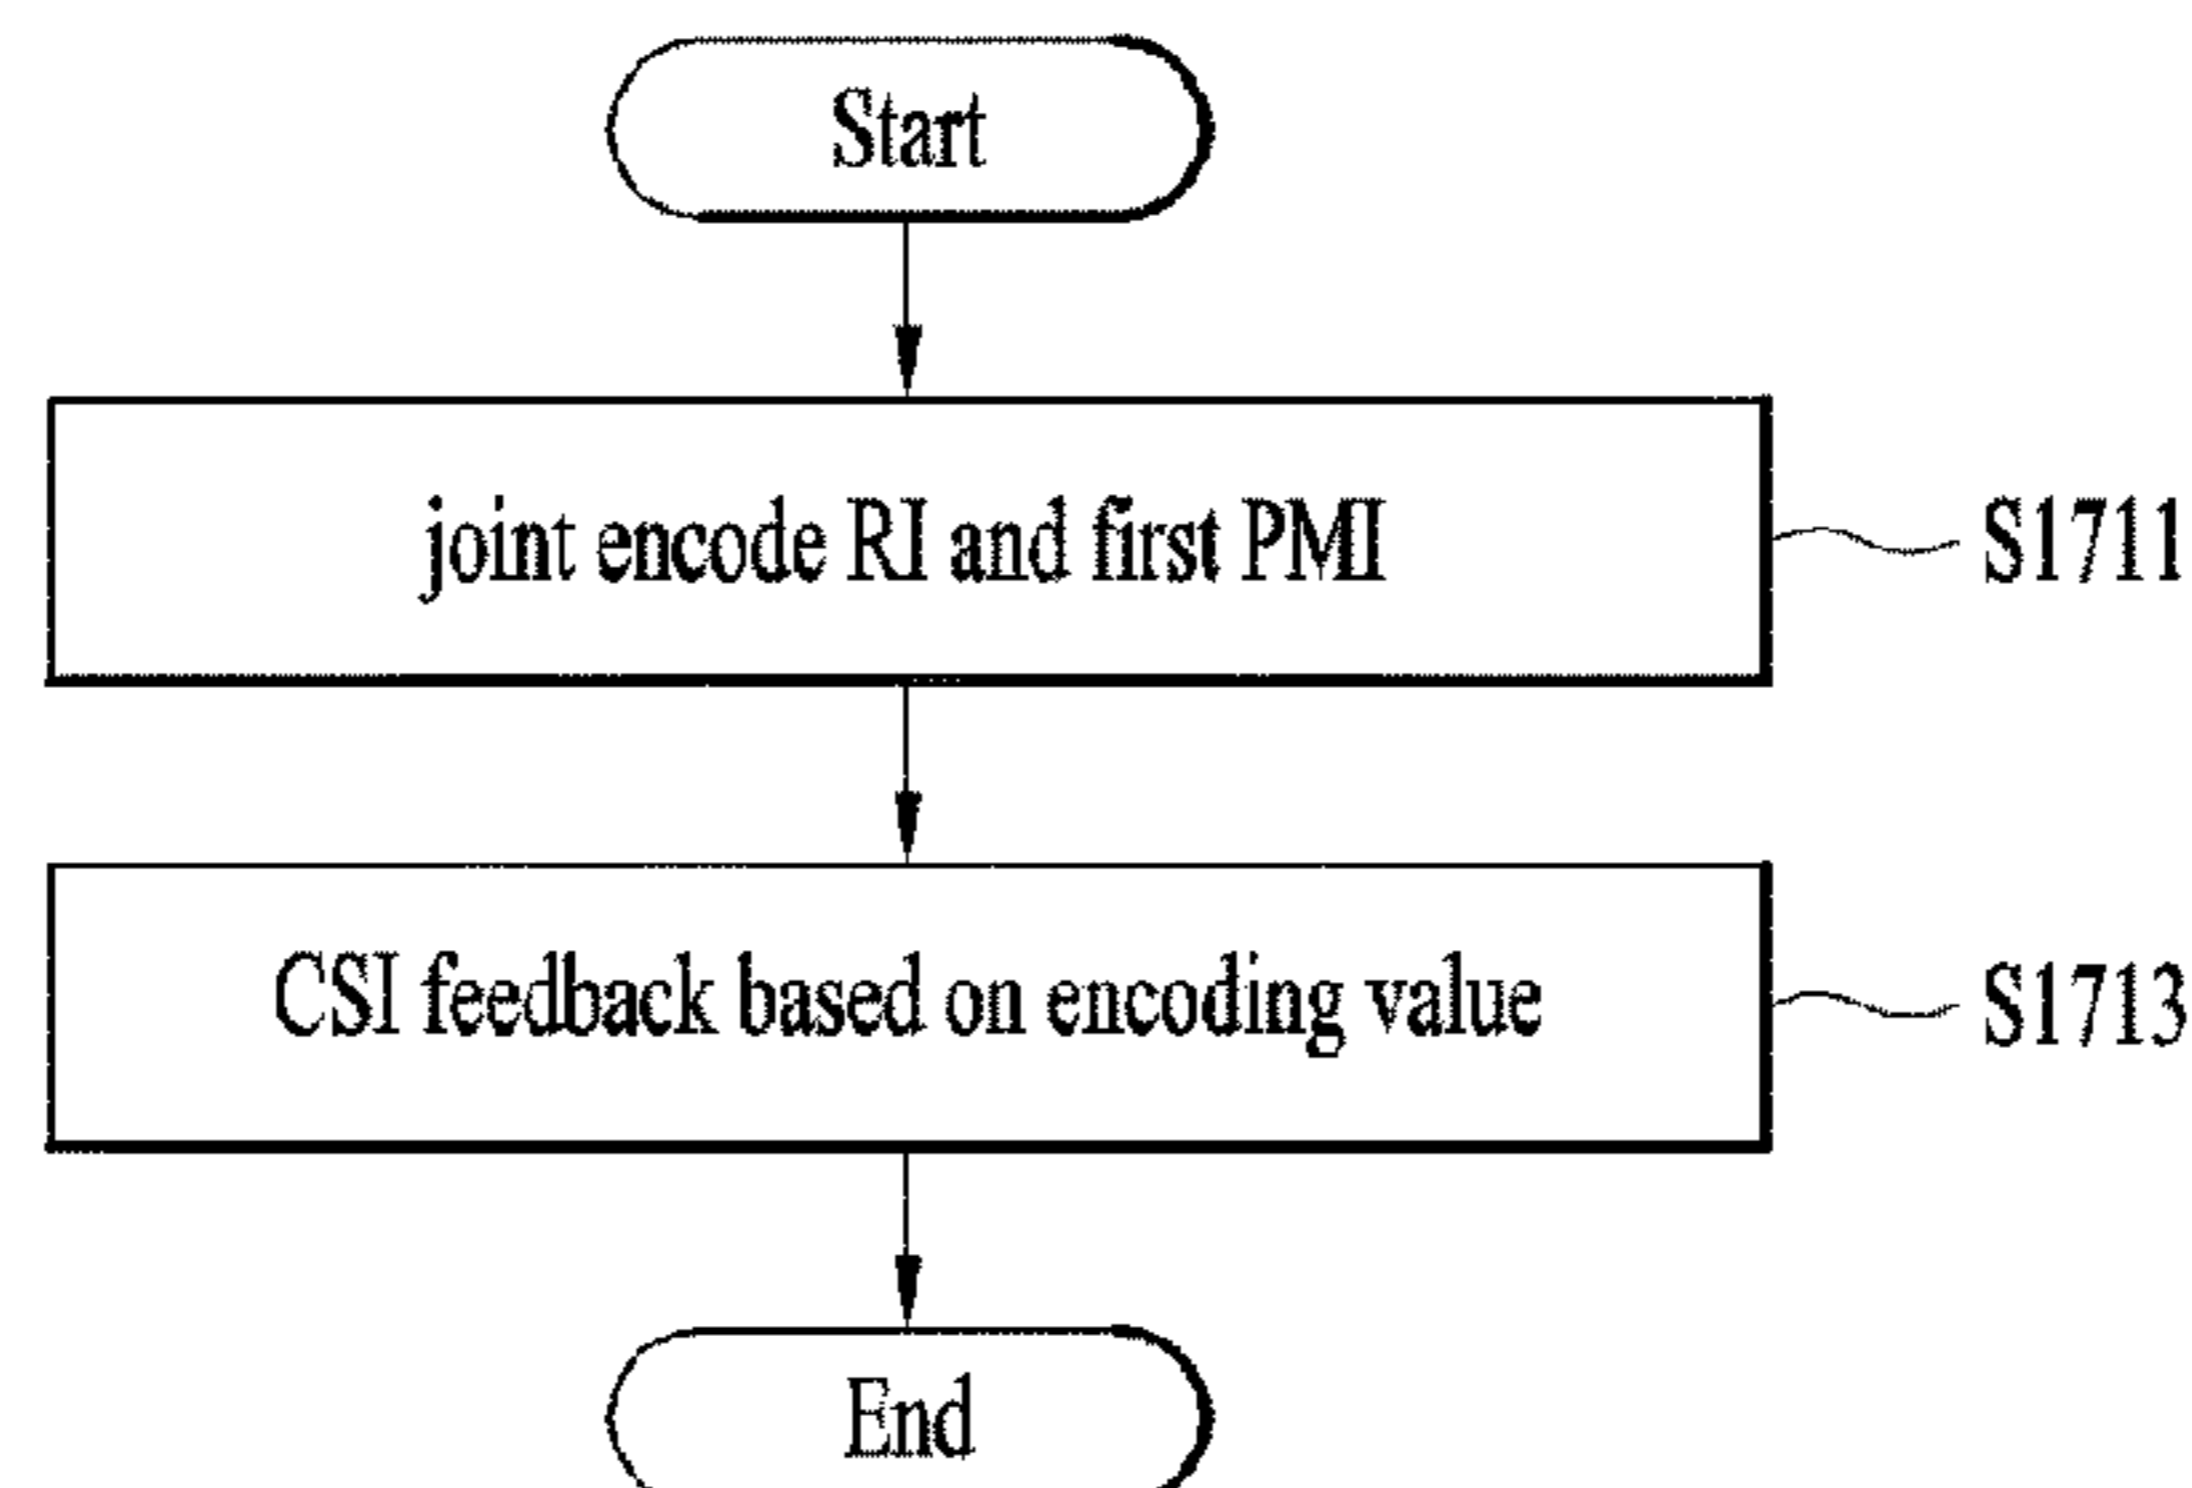 Start
joint encode RI and first PMI
S1711
CSI feedback based on encoding value
S1713
End